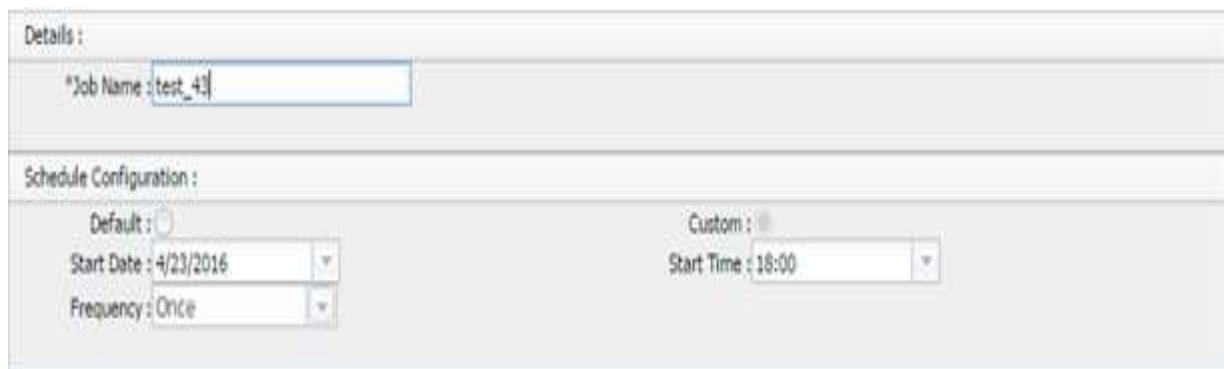 Details :
*Job Name : test_43
Schedule Configuration :
Default : Custom :
Start Date : 4/23/2016 Start Time : 18:00
Frequency : Once